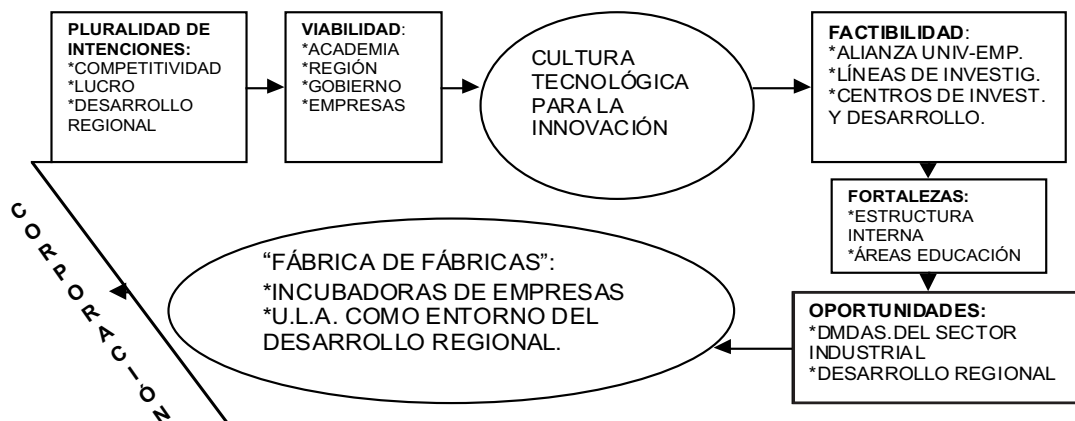 PLURALIDAD DE
INTENCIONES:
*COMPETITIVIDAD
*LUCRO
*DESARROLLO
REGIONAL
VIABILIDAD:
*ACADEMIA
*REGIÓN
*GOBIERNO
*EMPRESAS
CULTURA
TECNOLÓGICA
PARA LA
INNOVACIÓN
FACTIBILIDAD:
*ALIANZA UNIV-EMP.
*LÍNEAS DE INVESTIG.
*CENTROS DE INVEST.
Y DESARROLLO.
FORTALEZAS:
*ESTRUCTURA
INTERNA
*ÁREAS EDUCACIÓN
OPORTUNIDADES:
*DMDAS.DEL SECTOR
INDUSTRIAL
*DESARROLLO REGIONAL
“FÁBRICA DE FÁBRICAS”:
*INCUBADORAS DE EMPRESAS
*U.L.A. COMO ENTORNO DEL
DESARROLLO REGIONAL.
CORPORACIÓN